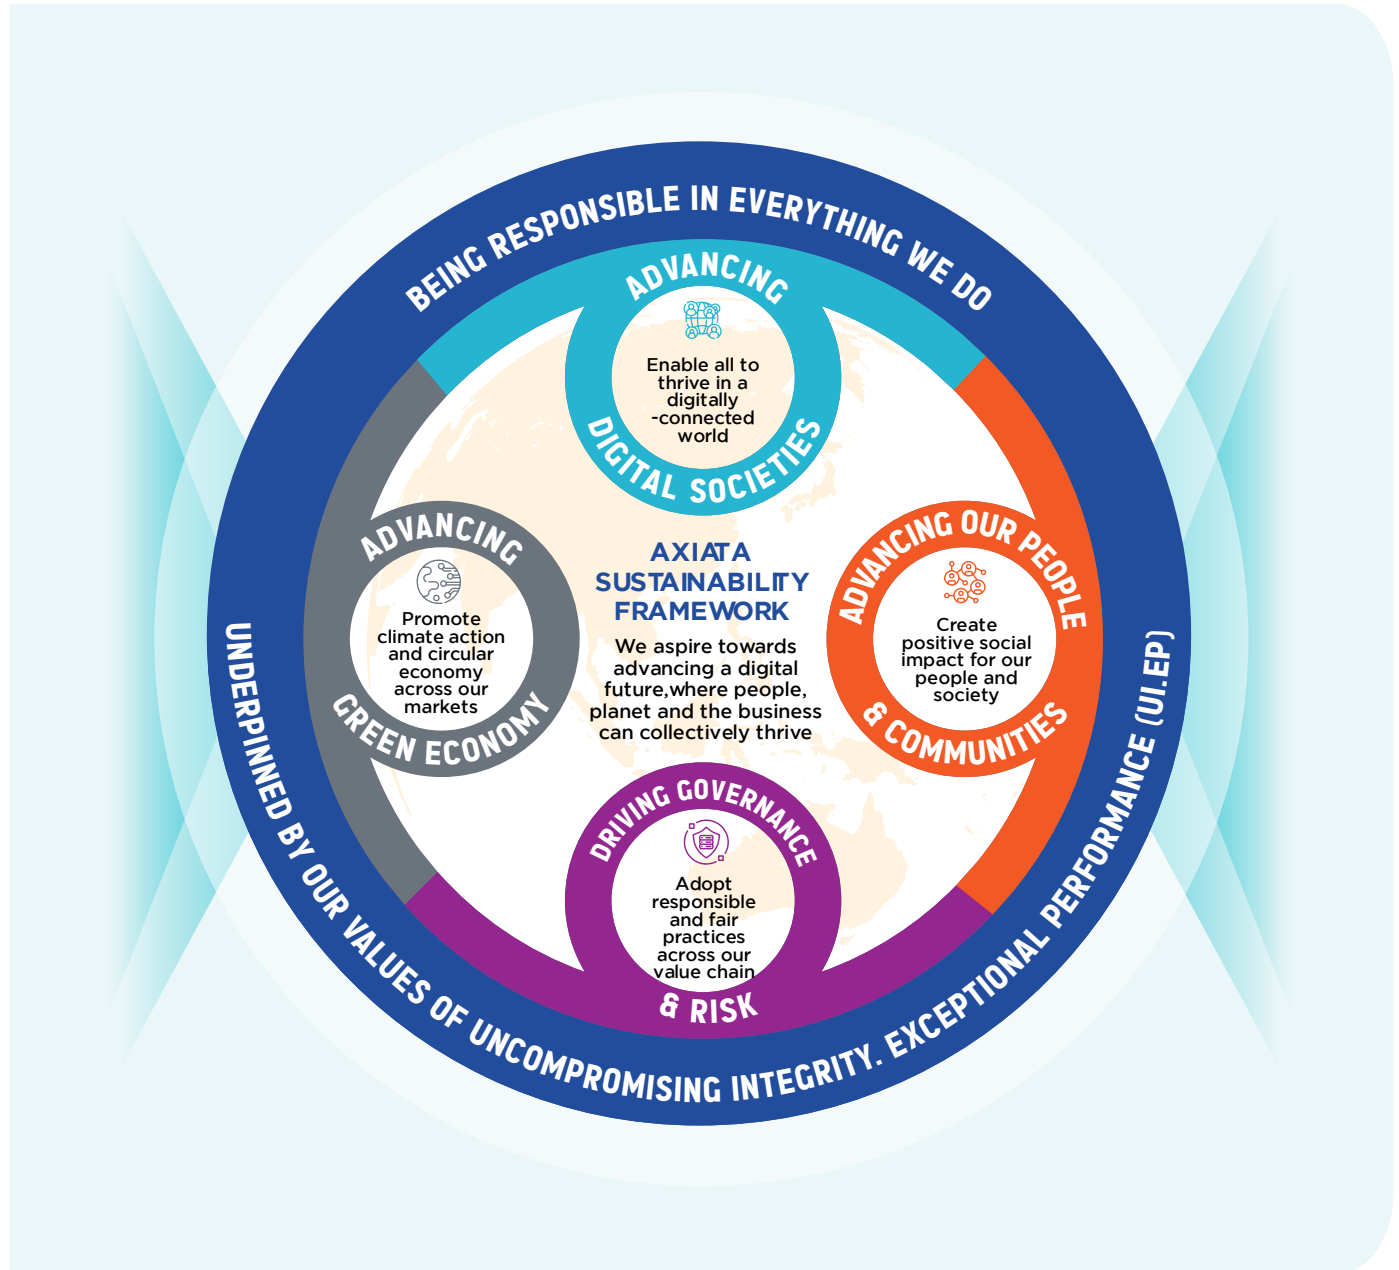 BEING RESPONSIBLE IN EVERYTHING WE DO
ADVANCING
Enable all to
thrive in a
digitally
-connected
world
DIGITAL SOCIETIES
ADVANCING
Promote
climate action
and circular
economy
across our
markets
GREEN ECONOMY
AXIATA
SUSTAINABILITY
FRAMEWORK
We aspire towards
advancing a digital
future,where people,
planet and the business
can collectively thrive
ADVANCING OUR PEOPLE
Create
positive social
impact for our
people and
society
& COMMUNITIES
DRIVING GOVERNANCE
Adopt
responsible
and fair
practices
across our
value chain
& RISK
UNDERPINNED BY OUR VALUES OF UNCOMPROMISING INTEGRITY. EXCEPTIONAL PERFORMANCE (UI.EP)